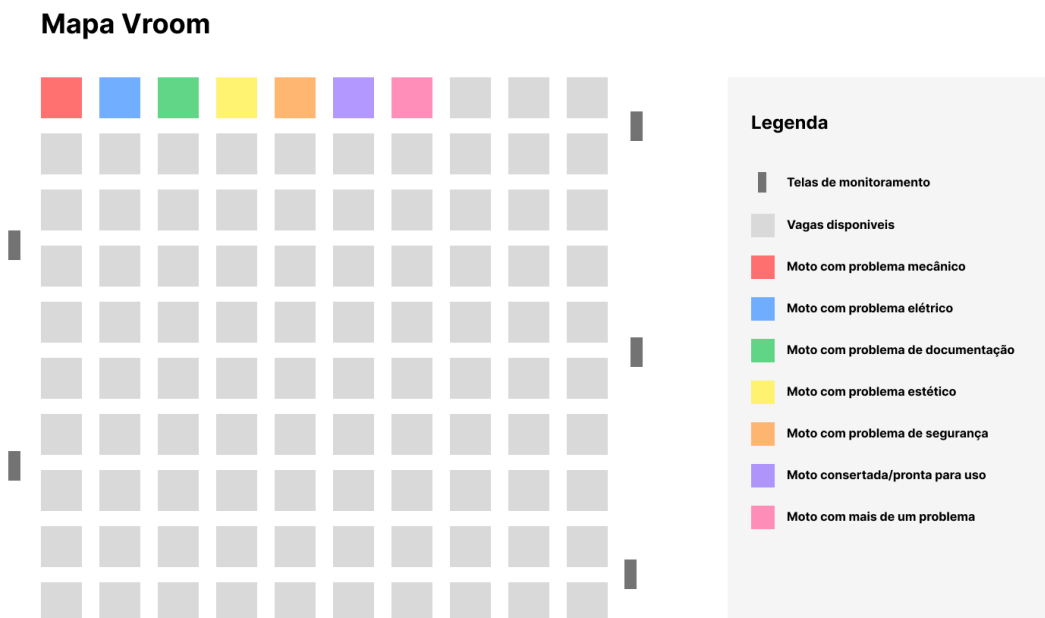 Mapa Vroom
Legenda
Telas de monitoramento
Vagas disponiveis
Moto com problema mecânico
Moto com problema elétrico
Moto com problema de documentação
Moto com problema estético
Moto com problema de segurança
Moto consertada/pronta para uso
Moto com mais de um problema